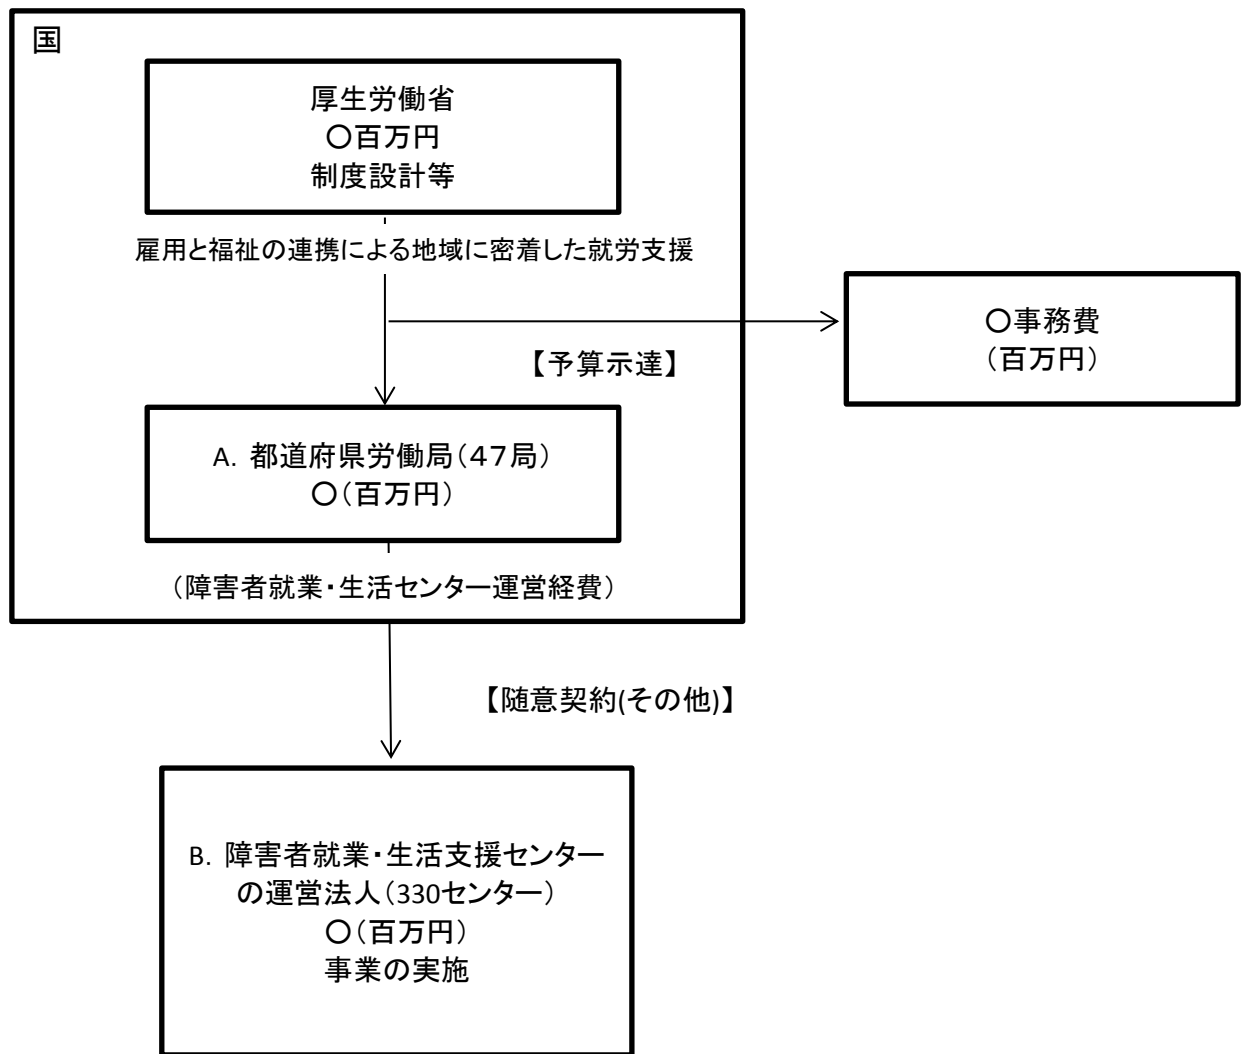 国
厚生労働省
〇百万円
制度設計等
雇用と福祉の連携による地域に密着した就労支援
〇事務費
（百万円）
【予算示達】
A. 都道府県労働局（４７局）
〇（百万円）
（障害者就業・生活センター運営経費）
【随意契約(その他)】
B. 障害者就業・生活支援センター
の運営法人（330センター）
〇（百万円）
事業の実施